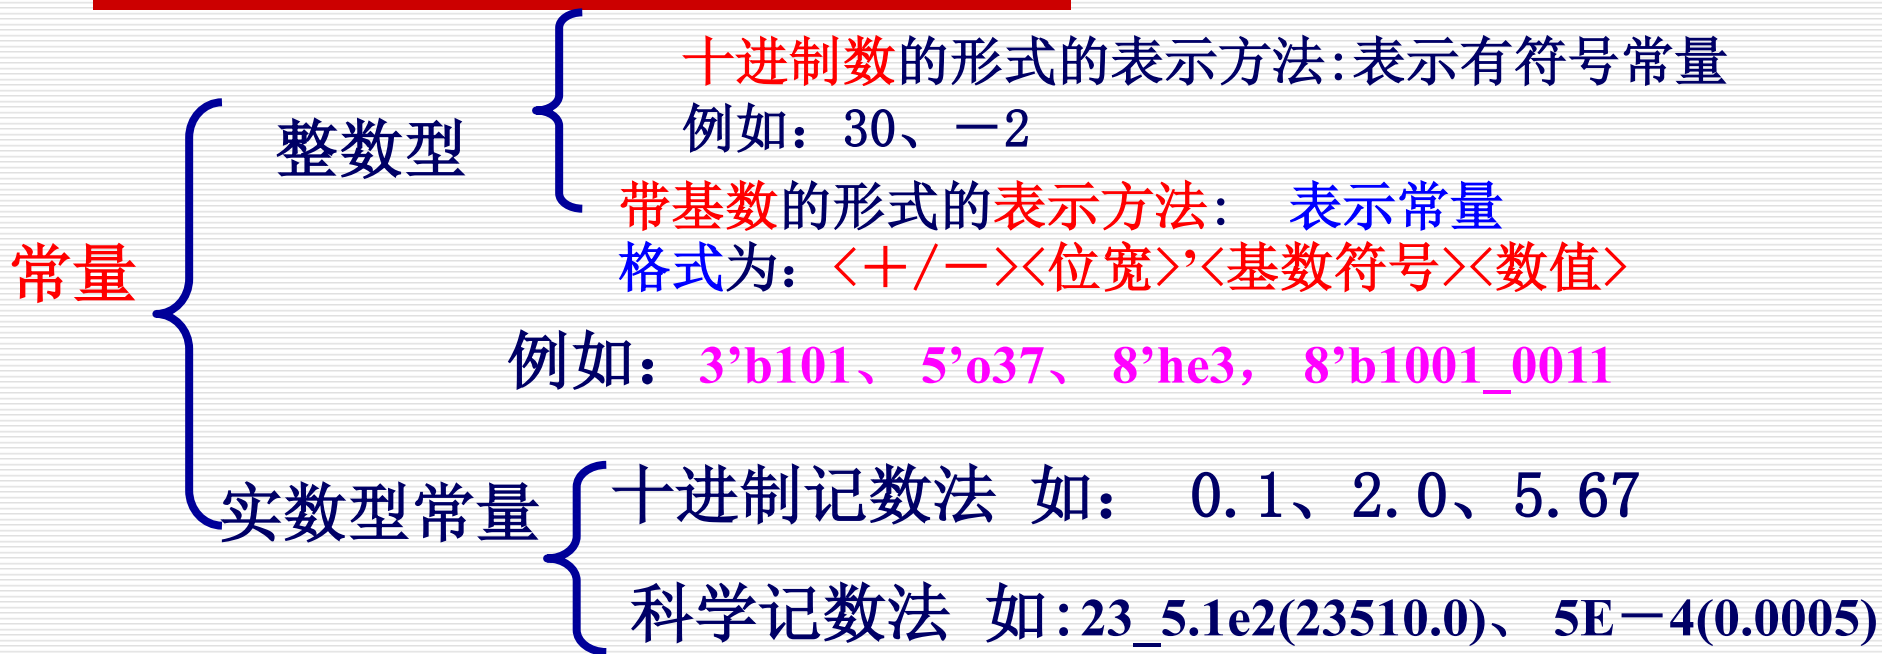 常量
整数型
十进制数的形式的表示方法:表示有符号常量
例如：30、－2
带基数的形式的表示方法： 表示常量
格式为：<＋/－><位宽>’<基数符号><数值>
例如：3’b101、 5’o37、 8’he3， 8’b1001_0011
实数型常量
十进制记数法 如： 0.1、2.0、5.67
科学记数法 如:23_5.1e2(23510.0)、 5E－4(0.0005)